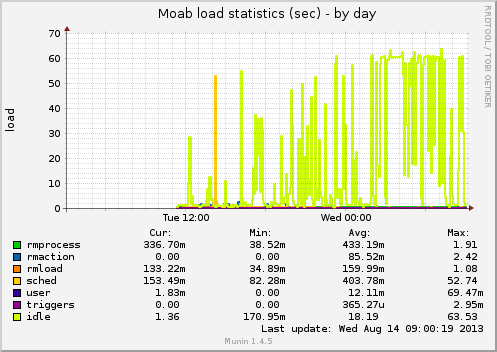 Moab load statistics (sec) - by day
RRDTOOL / TOBI OETIKER
load
70
60
50
40
30
20
10
0
Tue 12:00 Wed 00:00
Cur: Min: Avg: Max:
rmprocess 336.70m 38.52m 433.19m 1.91
rmaction 0.00 0.00 85.52m 2.42
rmload 133.22m 34.89m 159.99m 1.08
sched 153.49m 82.28m 403.78m 52.74
user 1.83m 0.00 12.11m 69.47m
triggers 0.00 0.00 365.27u 2.95m
idle 1.36 170.95m 18.19 63.53
Last update: Wed Aug 14 09:00:19 2013
Munin 1.4.5